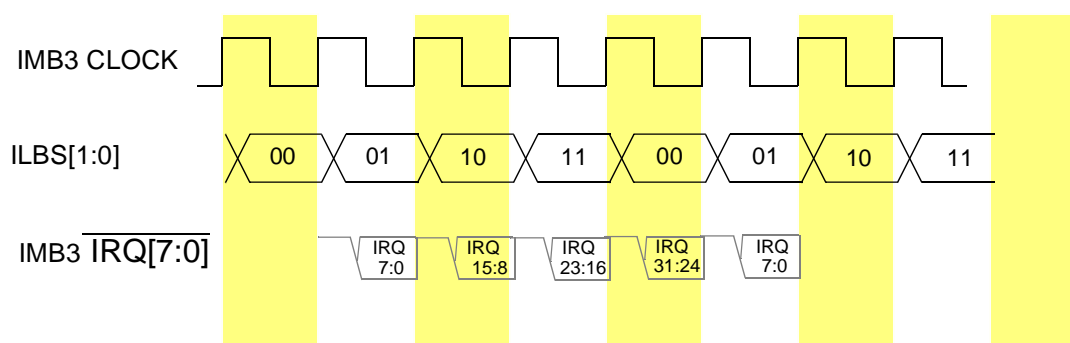 IMB3 CLOCK
ILBS[1:0] 00 01 10 11 00 01 10 11
IMB3 IRQ[7:0] IRQ IRQ IRQ IRQ IRQ
7:0 15:8 23:16 31:24 7:0